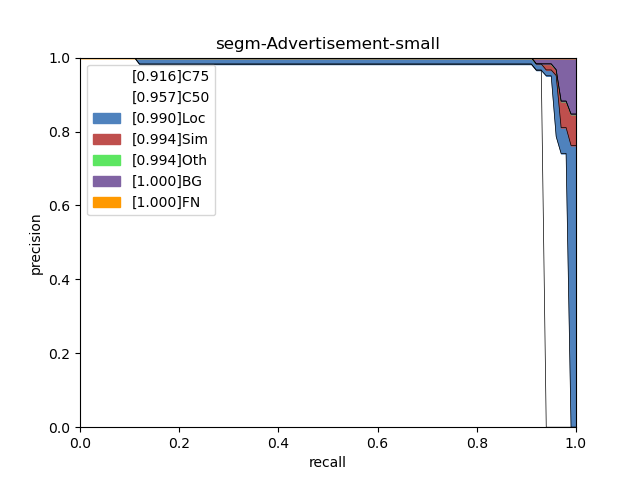 segm-Advertisement-small
1.0
0.8
0.6
0.4
0.2
0.0
precision
[0.916]C75
[0.957]C50
[0.990]Loc
[0.994]Sim
[0.994]Oth
[1.000]BG
[1.000]FN
0.0 0.2 0.4 0.6 0.8 1.0
recall